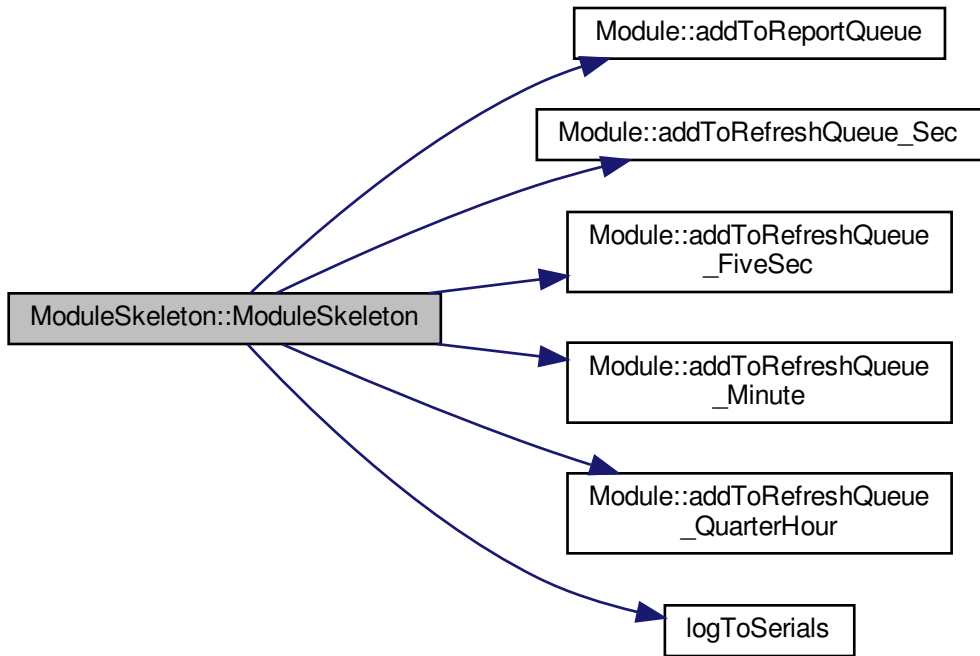 Module::addToReportQueue
Module::addToRefreshQueue_Sec
Module::addToRefreshQueue
_FiveSec
ModuleSkeleton::ModuleSkeleton
Module::addToRefreshQueue
_Minute
Module::addToRefreshQueue
_QuarterHour
logToSerials